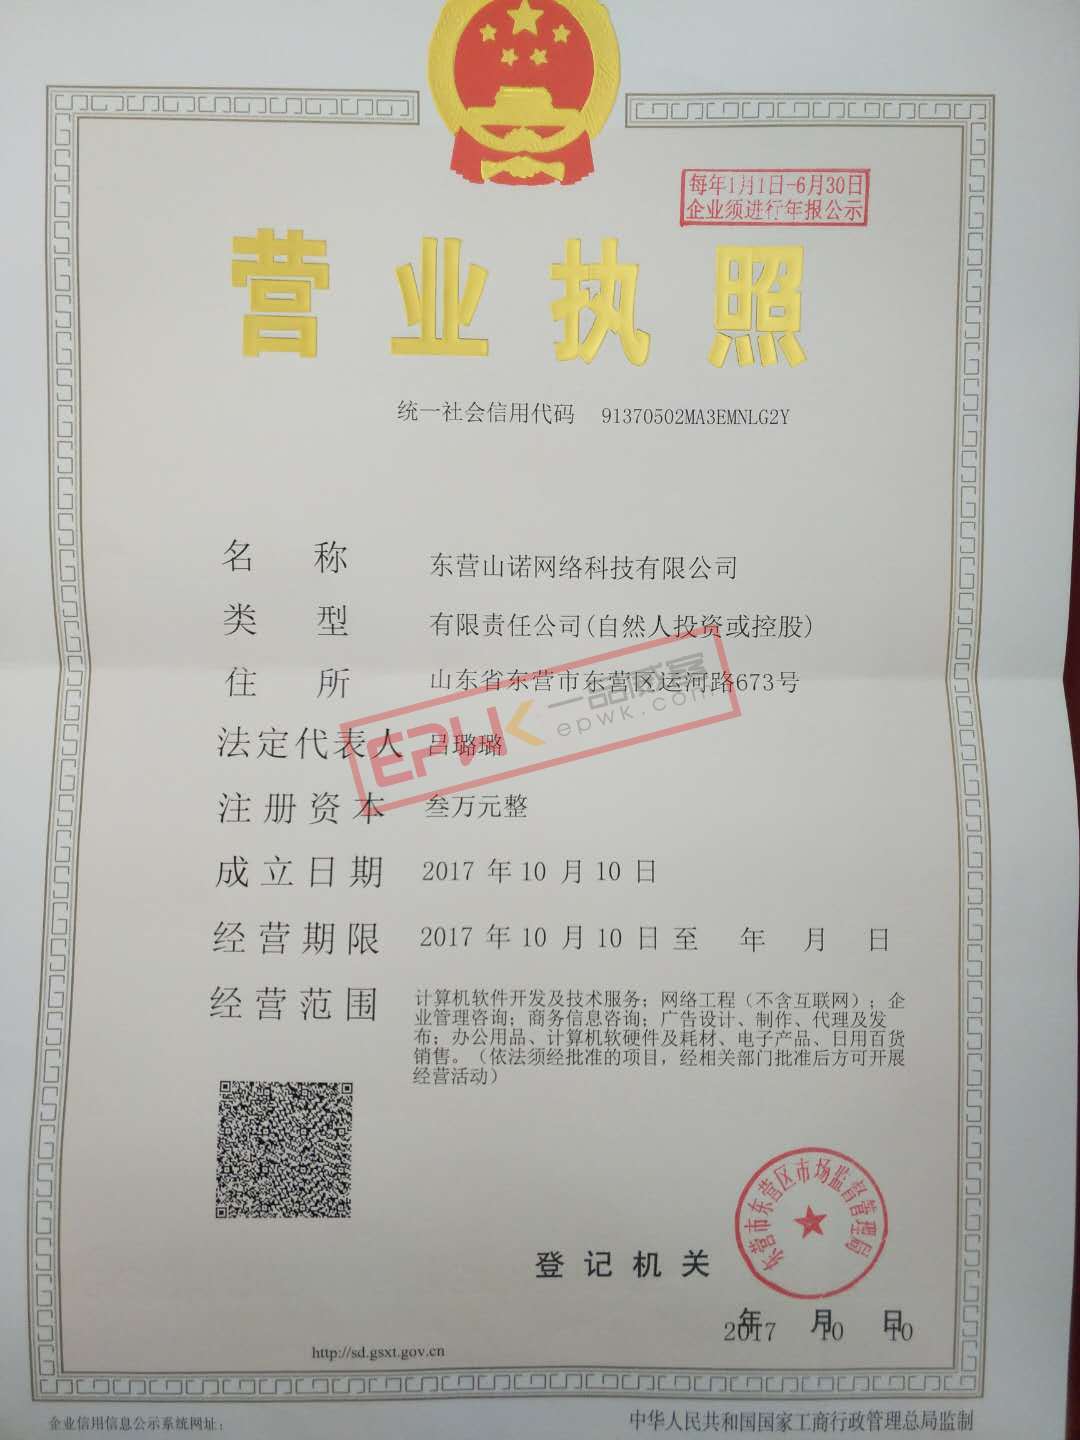 每年1月1日-6月30日
企业须进行年报公示
营业执照
统一社会信用代码 91370502MA3EMNLG2Y
名称 东营山诺网络科技有限公司
类型 有限责任公司(自然人投资或控股)
住所 山东省东营市东营区运河路673号
法定代表人 吕璐璐
注册资本 叁万元整
成立日期 2017 年 10 月 10 日
经营期限 2017 年 10 月 10 日 至 年 月 日
经营范围 计算机软件开发及技术服务；网络工程（不含互联网）；企
业管理咨询；商务信息咨询；广告设计、制作、代理及发
布；办公用品、计算机软硬件及耗材、电子产品、日用百货
销售。（依法须经批准的项目，经相关部门批准后方可开展
经营活动）
EPWK 一品威客
epwk.com
东营市东营区市场监督管理局
登记机关
2017 年 10 月 10 日
http://sd.gsxt.gov.cn
企业信用信息公示系统网址：
中华人民共和国国家工商行政管理总局监制